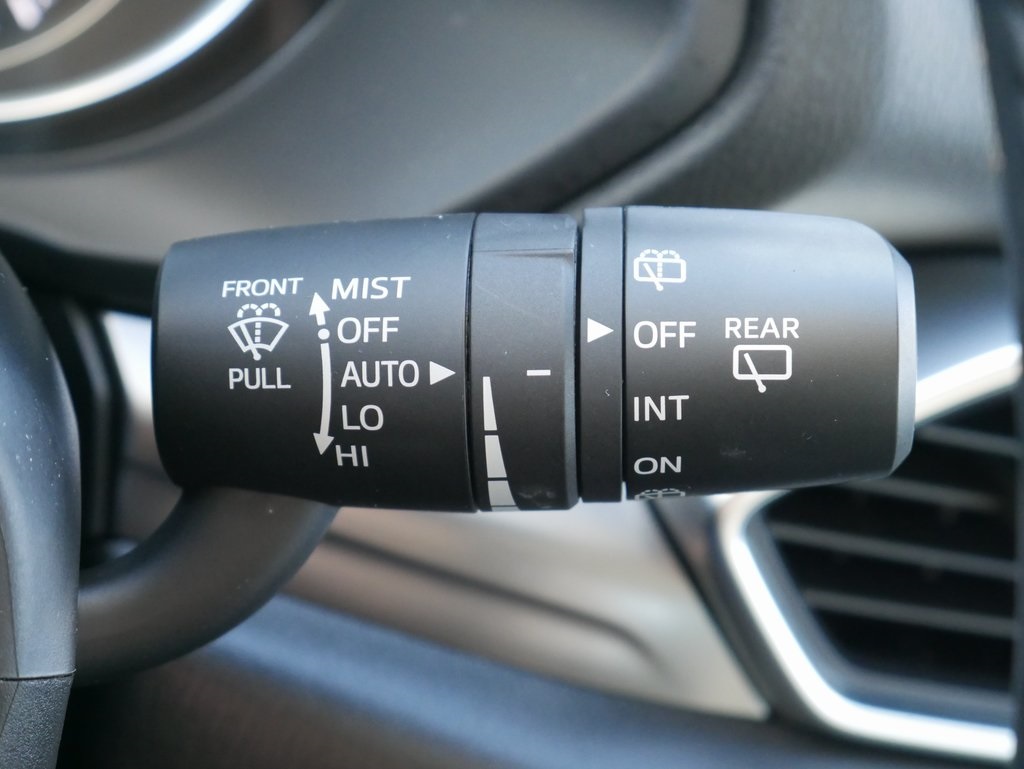 FRONT
PULL
MIST
OFF
AUTO
LO
HI
OFF
INT
ON
REAR